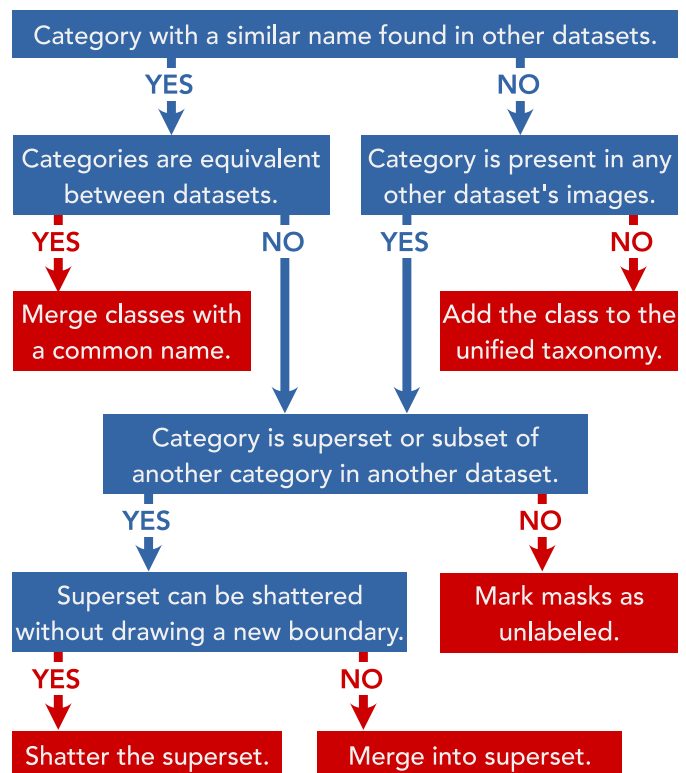 Category with a similar name found in other datasets.
YES
NO
Categories are equivalent
between datasets.
Category is present in any
other dataset's images.
YES
NO
YES
NO
Merge classes with
a common name.
Add the class to the
unified taxonomy.
Category is superset or subset of
another category in another dataset.
YES
NO
Superset can be shattered
without drawing a new boundary.
Mark masks as
unlabeled.
YES
NO
Shatter the superset.
Merge into superset.